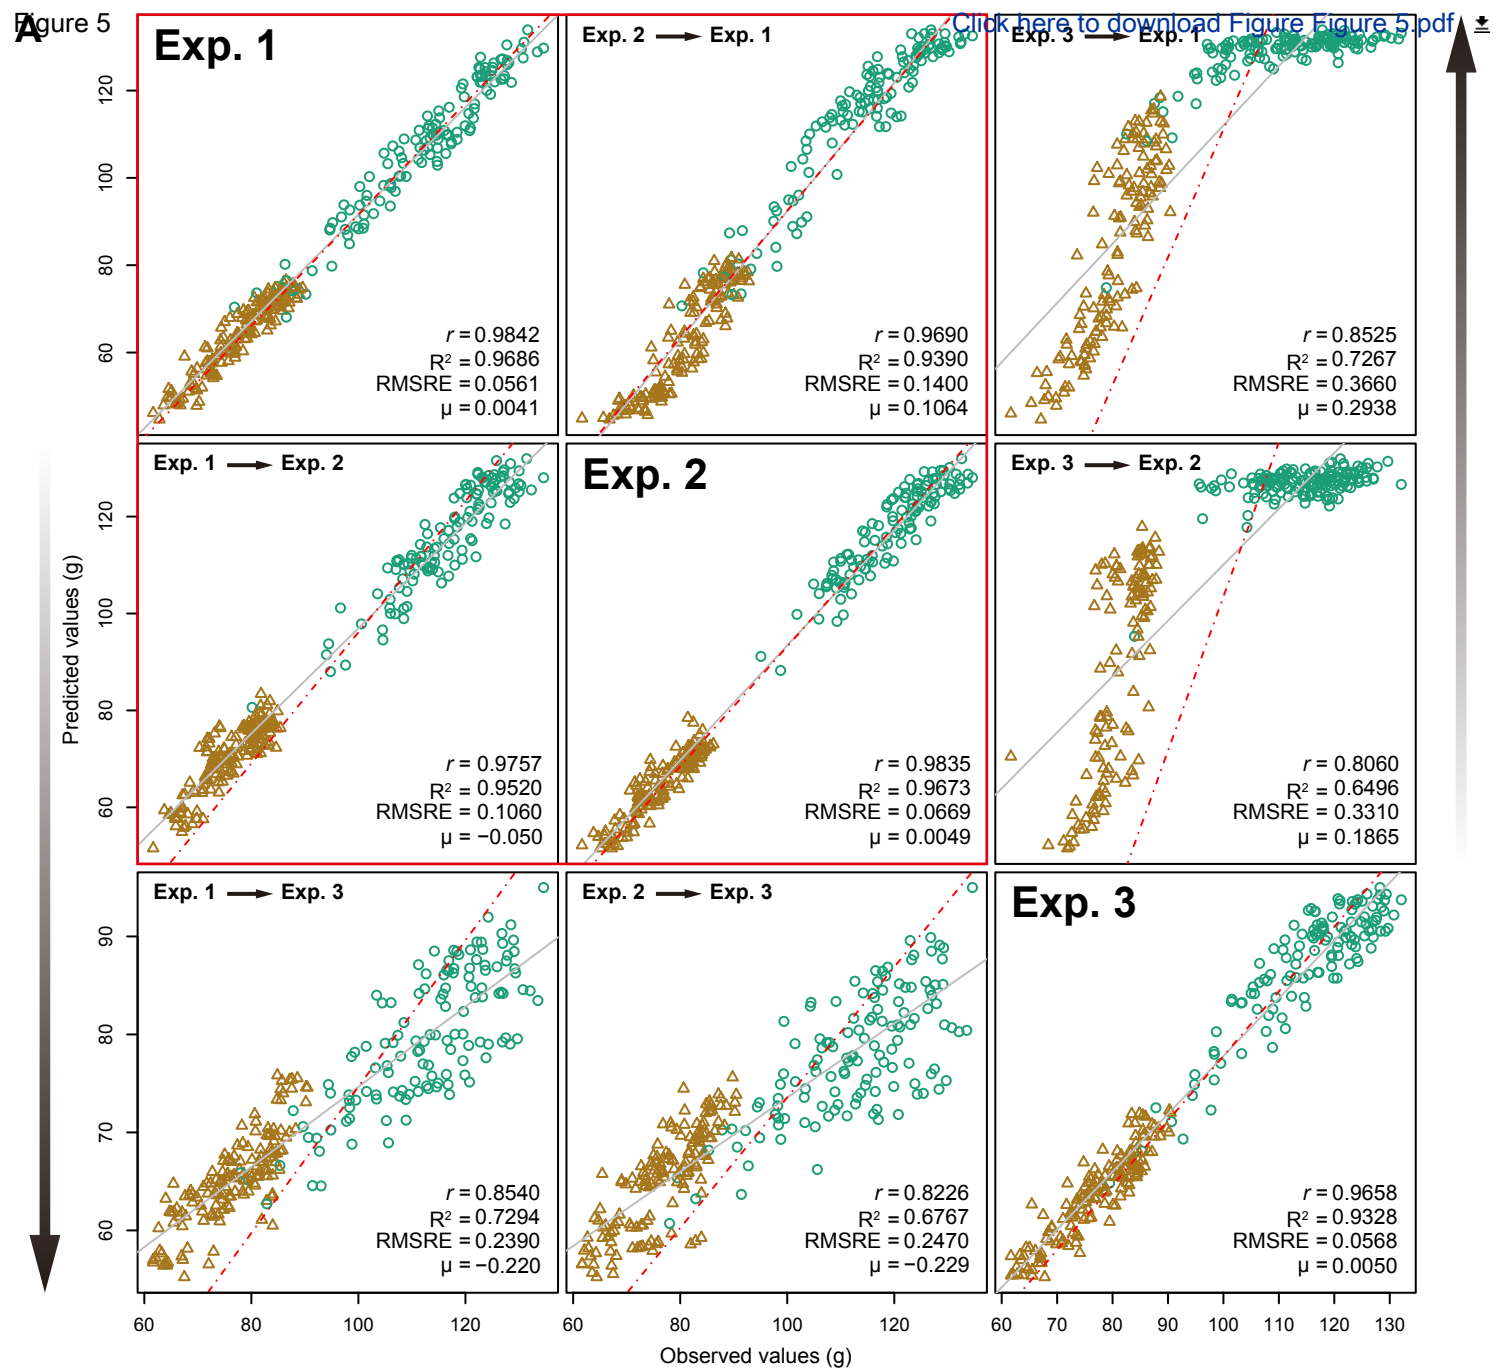 Figure 5
A
Click here to download Figure Figure 5.pdf
Exp. 1
r = 0.9842
R² = 0.9686
RMSRE = 0.0561
μ = 0.0041
Exp. 2 → Exp. 1
r = 0.9690
R² = 0.9390
RMSRE = 0.1400
μ = 0.1064
Exp. 3 → Exp. 1
r = 0.8525
R² = 0.7267
RMSRE = 0.3660
μ = 0.2938
120
100
80
60
Exp. 1 → Exp. 2
r = 0.9757
R² = 0.9520
RMSRE = 0.1060
μ = −0.050
Exp. 2
r = 0.9835
R² = 0.9673
RMSRE = 0.0669
μ = 0.0049
Exp. 3 → Exp. 2
r = 0.8060
R² = 0.6496
RMSRE = 0.3310
μ = 0.1865
120
100
80
60
Predicted values (g)
Exp. 1 → Exp. 3
r = 0.8540
R² = 0.7294
RMSRE = 0.2390
μ = −0.220
Exp. 2 → Exp. 3
r = 0.8226
R² = 0.6767
RMSRE = 0.2470
μ = −0.229
Exp. 3
r = 0.9658
R² = 0.9328
RMSRE = 0.0568
μ = 0.0050
90
80
70
60
60 80 100 120
60 80 100 120
60 70 80 90 100 110 120 130
Observed values (g)